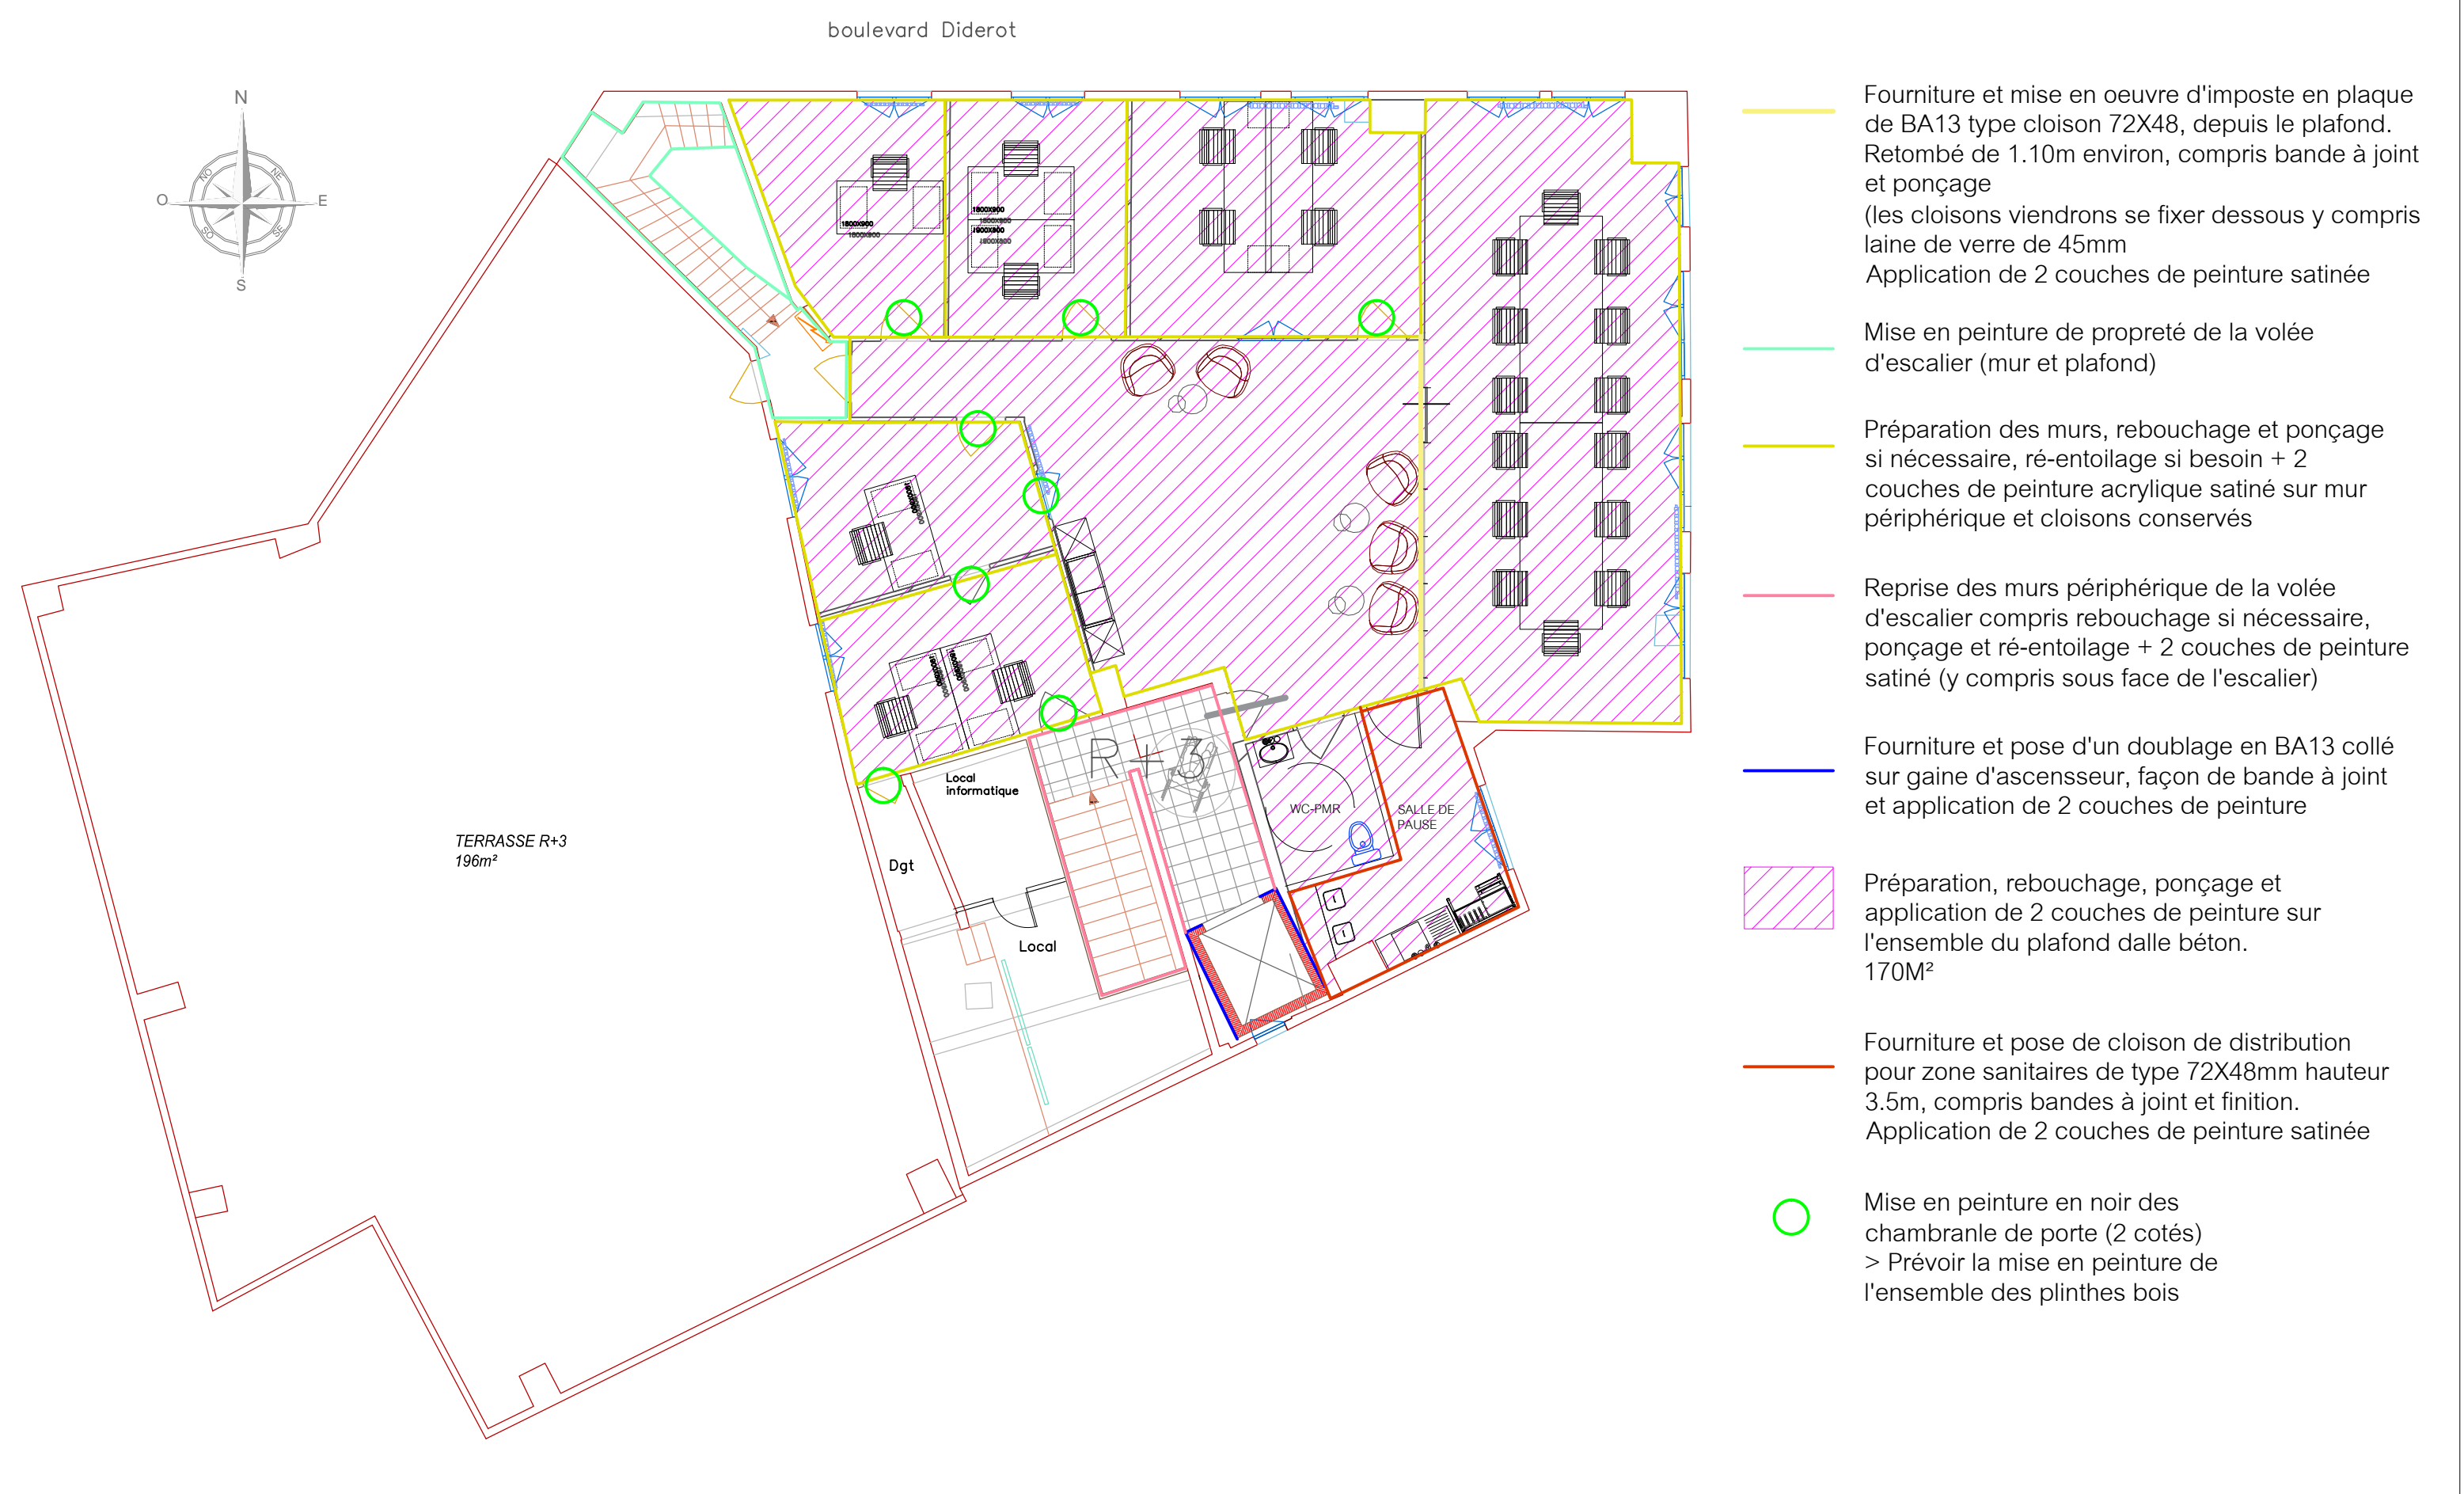 boulevard Diderot
N
NO
NE
O
E
SO
SE
S
1800X900
1800X900
1800X900
1800X900
1800X900
1800X900
1800X900
1800X900
1800X900
1800X900
R+3
Local
informatique
WC-PMR
SALLE DE
PAUSE
TERRASSE R+3
196m²
Dgt
Local
Fourniture et mise en oeuvre d'imposte en plaque
de BA13 type cloison 72X48, depuis le plafond.
Retombé de 1.10m environ, compris bande à joint
et ponçage
(les cloisons viendrons se fixer dessous y compris
laine de verre de 45mm
Application de 2 couches de peinture satinée
Mise en peinture de propreté de la volée
d'escalier (mur et plafond)
Préparation des murs, rebouchage et ponçage
si nécessaire, ré-entoilage si besoin + 2
couches de peinture acrylique satiné sur mur
périphérique et cloisons conservés
Reprise des murs périphérique de la volée
d'escalier compris rebouchage si nécessaire,
ponçage et ré-entoilage + 2 couches de peinture
satiné (y compris sous face de l'escalier)
Fourniture et pose d'un doublage en BA13 collé
sur gaine d'ascensseur, façon de bande à joint
et application de 2 couches de peinture
Préparation, rebouchage, ponçage et
application de 2 couches de peinture sur
l'ensemble du plafond dalle béton.
170M²
Fourniture et pose de cloison de distribution
pour zone sanitaires de type 72X48mm hauteur
3.5m, compris bandes à joint et finition.
Application de 2 couches de peinture satinée
Mise en peinture en noir des
chambranle de porte (2 cotés)
> Prévoir la mise en peinture de
l'ensemble des plinthes bois